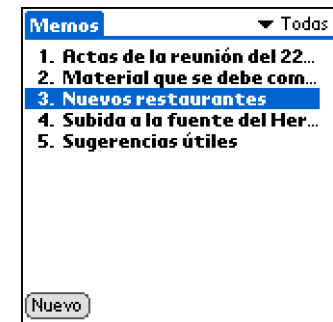 Memos Todas
1. Actas de la reunión del 22...
2. Material que se debe com...
3. Nuevos restaurantes
4. Subida a la fuente del Her...
5. Sugerencias útiles
Nuevo